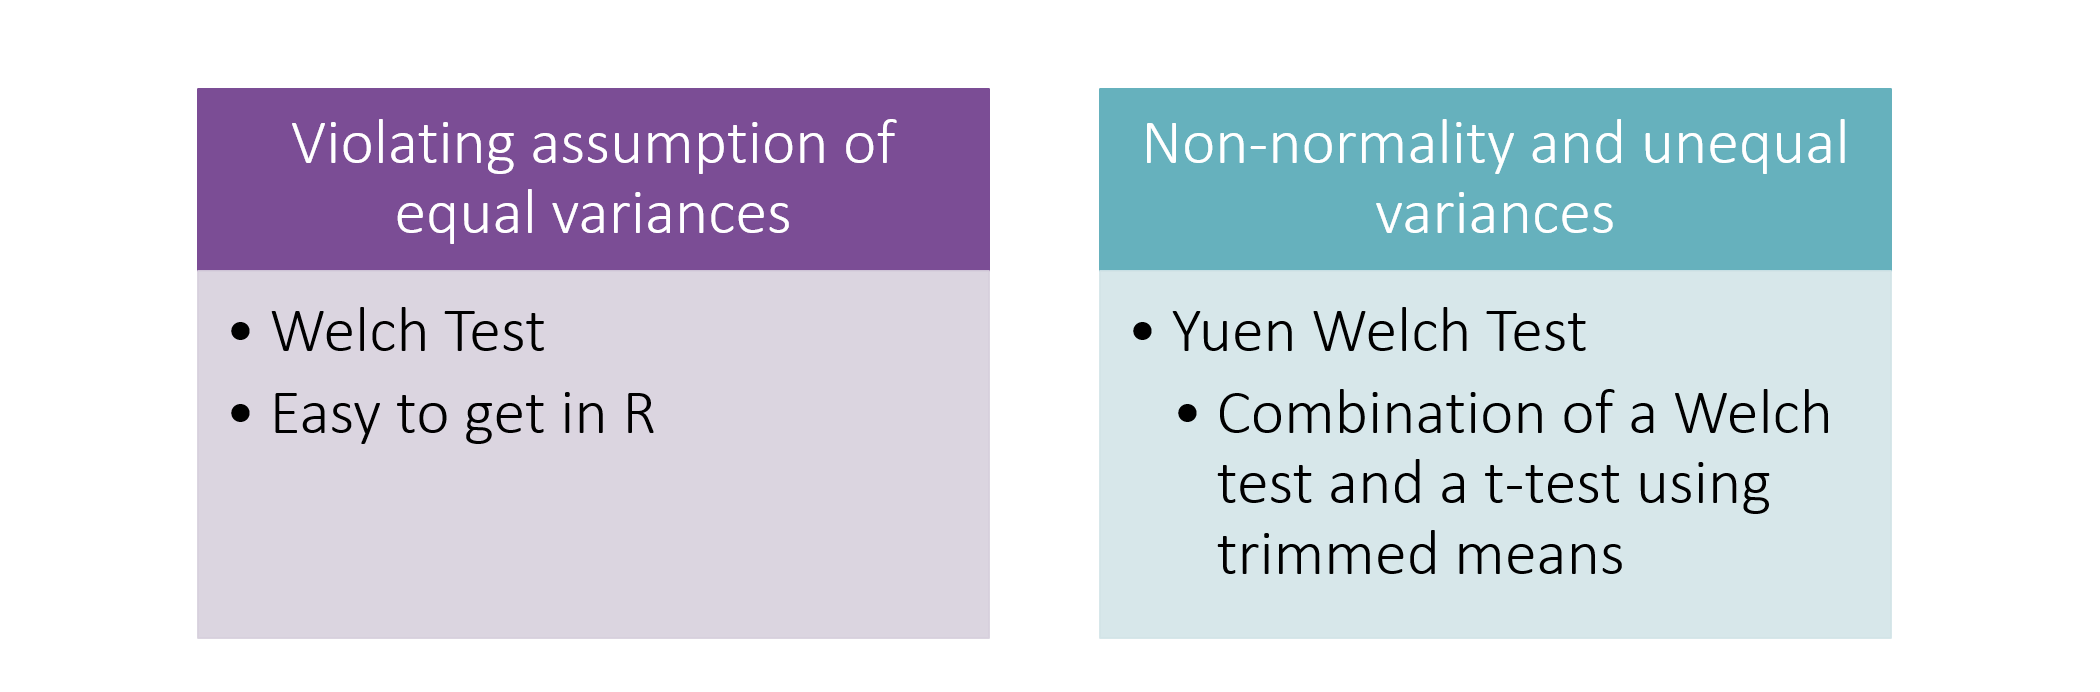 Violating assumption of
equal variances
• Welch Test
• Easy to get in R
Non-normality and unequal
variances
• Yuen Welch Test
• Combination of a Welch
test and a t-test using
trimmed means